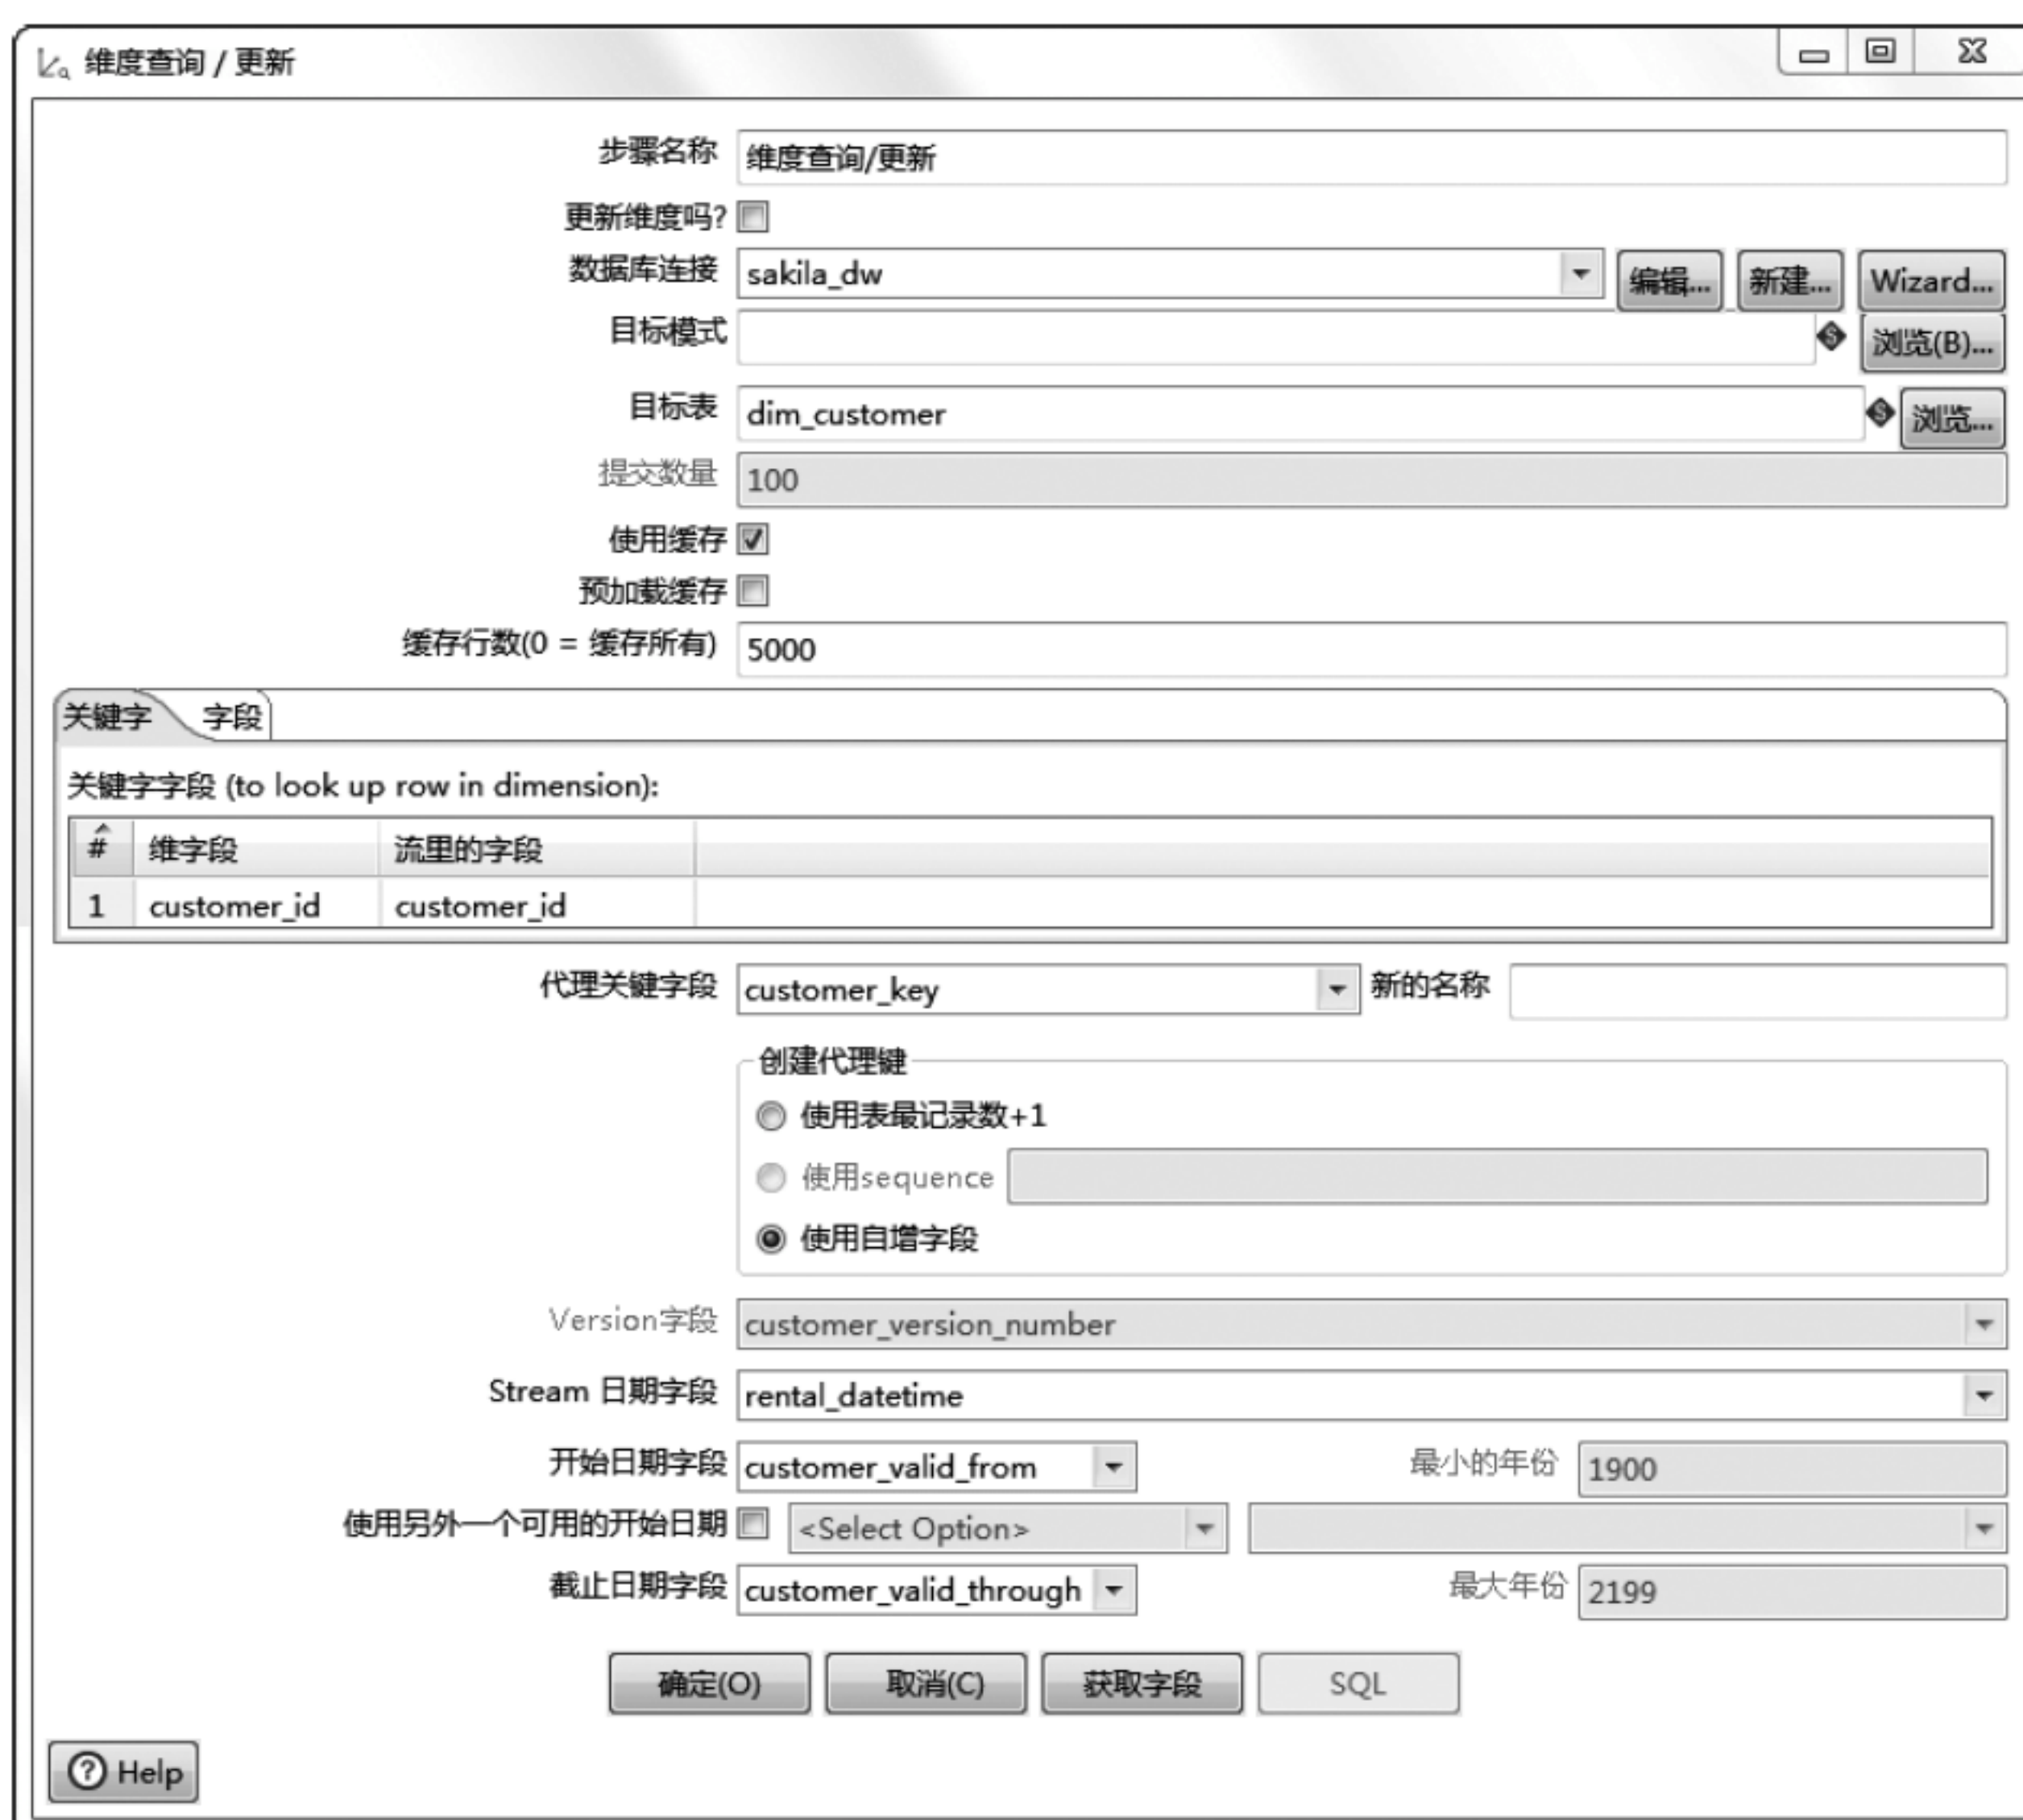 维度查询 / 更新
步骤名称 维度查询/更新
更新维度吗?
数据库连接 sakila_dw 编辑... 新建... Wizard...
目标模式 浏览(B)...
目标表 dim_customer 浏览...
提交数量 100
使用缓存
预加载缓存
缓存行数(0 = 缓存所有) 5000
关键字 字段
关键字字段 (to look up row in dimension):
# 维字段 流里的字段
1 customer_id customer_id
代理关键字段 customer_key 新的名称
创建代理键
使用表最记录数+1
使用sequence
使用自增字段
Version字段 customer_version_number
Stream 日期字段 rental_datetime
开始日期字段 customer_valid_from 最小的年份 1900
使用另外一个可用的开始日期 <Select Option>
截止日期字段 customer_valid_through 最大年份 2199
确定(O) 取消(C) 获取字段 SQL
Help